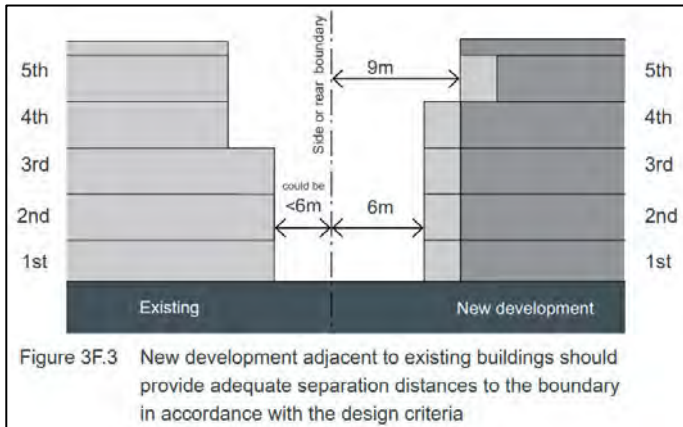 Side or rear boundary
5th
4th
3rd
2nd
1st
could be
<6m
9m
6m
5th
4th
3rd
2nd
1st
Existing
New development
Figure 3F.3 New development adjacent to existing buildings should
provide adequate separation distances to the boundary
in accordance with the design criteria